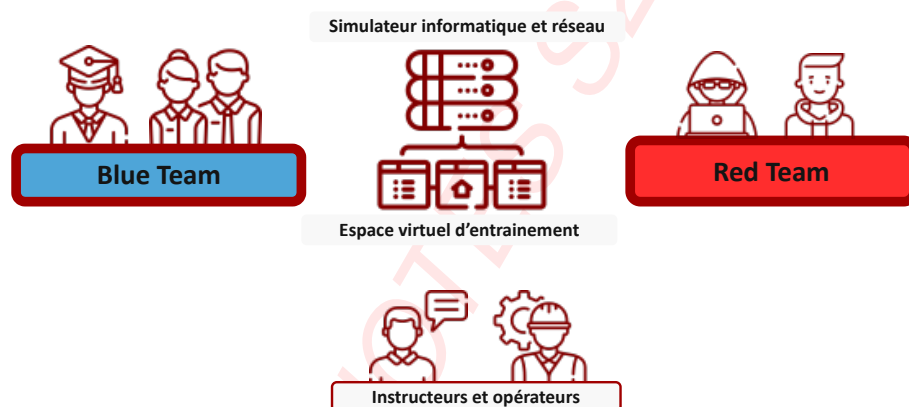 Simulateur informatique et réseau
Blue Team
Red Team
Espace virtuel d'entrainement
Instructeurs et opérateurs